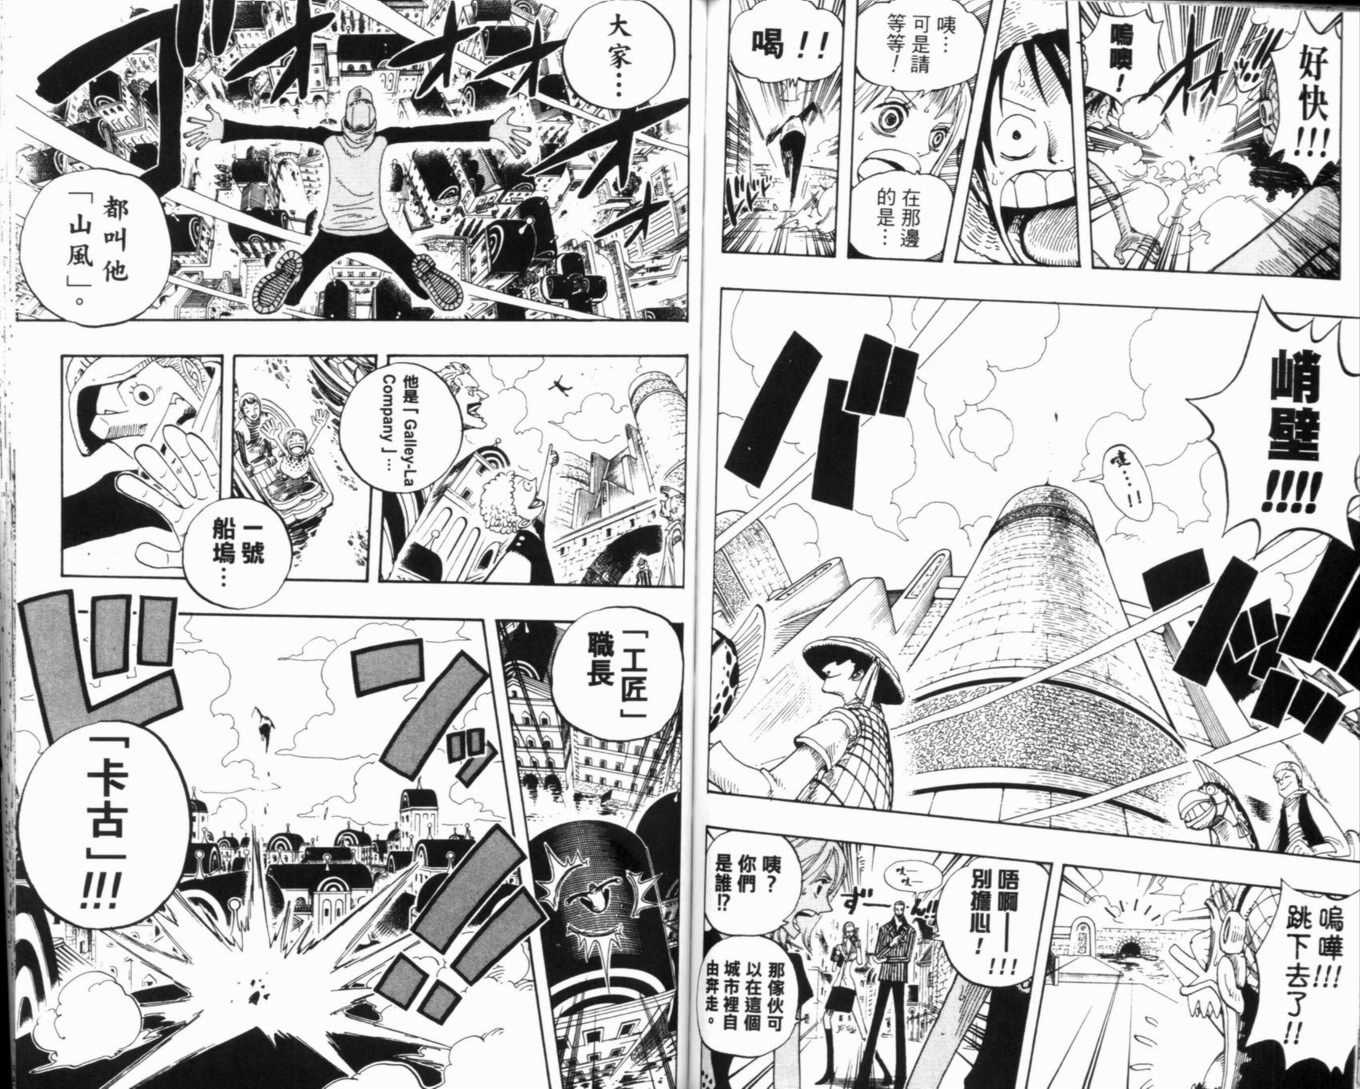 好快!!!
嗚噢！
咦…
可是請
等等！
在那邊
的是…
喝！！
峭壁!!!!
哇…!!
嗚嘩!!!
跳下去了!!
唔啊——!!!
別擔心！
咦？
你們
是誰!?
那傢伙可
以在這個
城市裡自
由奔走。
大家…
都叫他
「山風」。
他是「Galley-La
Company」…
一號
船塢…
「工匠」
職長
「卡古」!!!